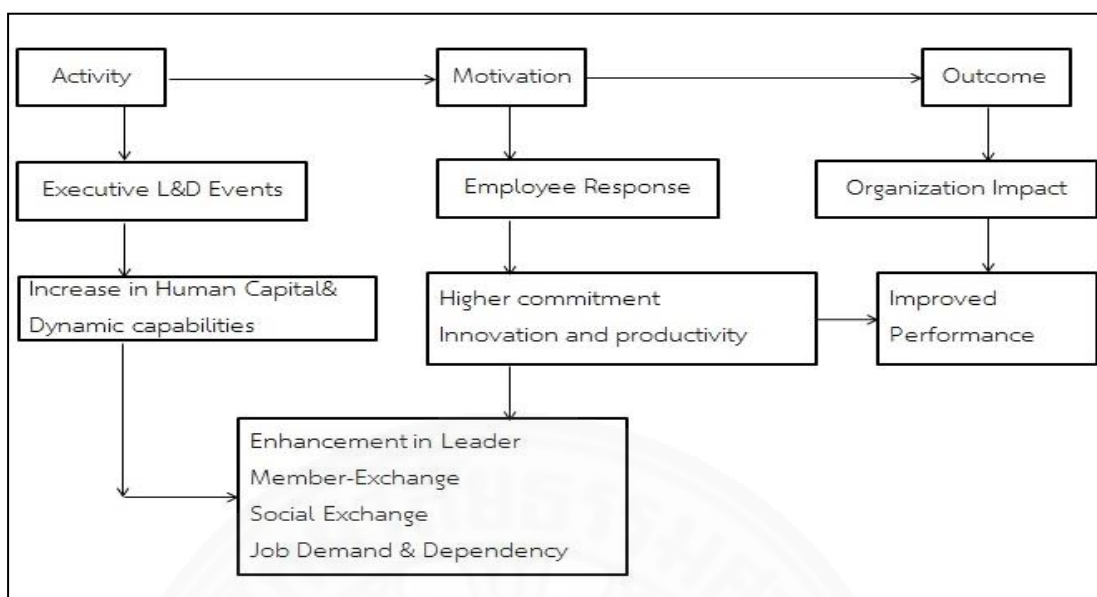 Activity
Motivation
Outcome
Executive L&D Events
Employee Response
Organization Impact
Increase in Human Capital&
Dynamic capabilities
Higher commitment
Innovation and productivity
Improved
Performance
Enhancement in Leader
Member-Exchange
Social Exchange
Job Demand & Dependency